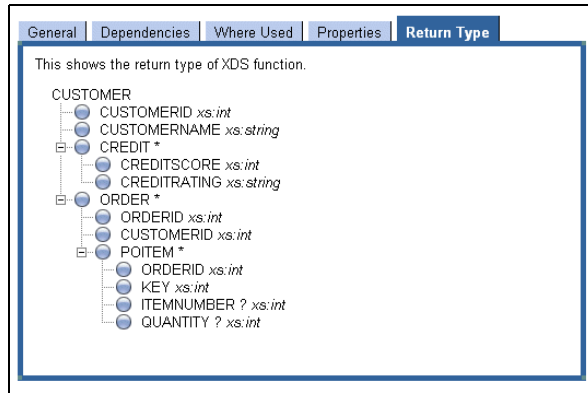 General Dependencies Where Used Properties Return Type
This shows the return type of XDS function.
CUSTOMER
CUSTOMERID xs:int
CUSTOMERNAME xs:string
CREDIT *
CREDITSCORE xs:int
CREDITRATING xs:string
ORDER *
ORDERID xs:int
CUSTOMERID xs:int
POITEM *
ORDERID xs:int
KEY xs:int
ITEMNUMBER ? xs:int
QUANTITY ? xs:int